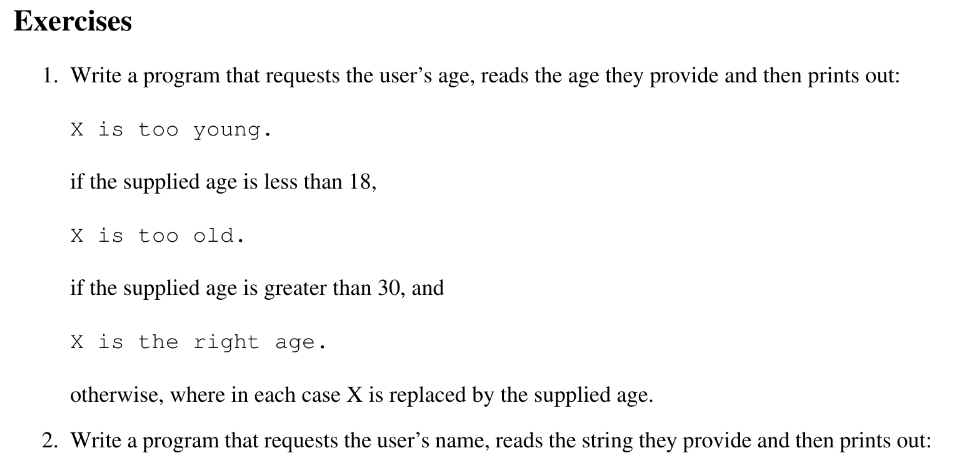 Exercises
1. Write a program that requests the user's age, reads the age they provide and then prints out:
X is too young.
if the supplied age is less than 18,
X is too old.
if the supplied age is greater than 30, and
X is the right age.
otherwise, where in each case X is replaced by the supplied age.
2. Write a program that requests the user's name, reads the string they provide and then prints out: